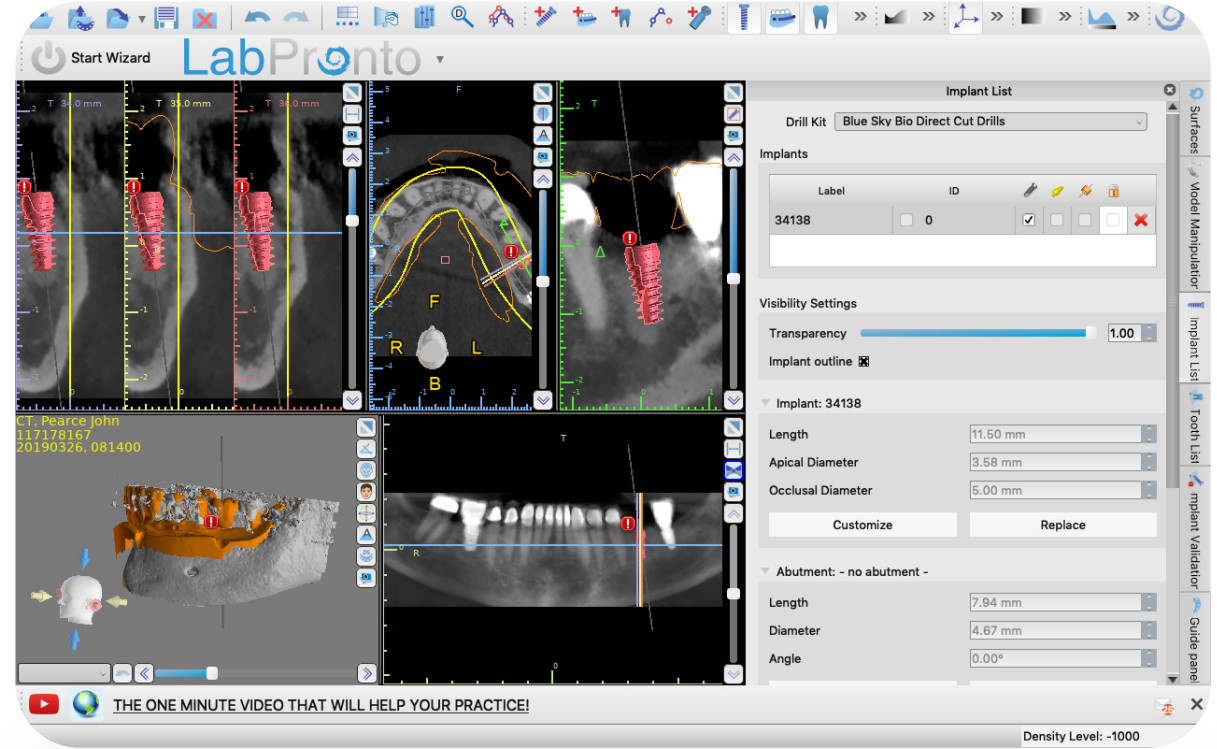 Start Wizard
LabPronto
T 34.0 mm
T 35.0 mm
T 36.0 mm
F
T
R
F
R
L
B
CT, Pearce John
117178167
20190326, 081400
T
R
Implant List
Drill Kit
Blue Sky Bio Direct Cut Drills
Implants
Label
ID
34138
0
Visibility Settings
Transparency
1.00
Implant outline
Implant: 34138
Length
11.50 mm
Apical Diameter
3.58 mm
Occlusal Diameter
5.00 mm
Customize
Replace
Abutment: - no abutment -
Length
7.94 mm
Diameter
4.67 mm
Angle
0.00°
Surfaces
Model Manipulation
Implant List
Tooth List
mplant Validation
Guide panel
THE ONE MINUTE VIDEO THAT WILL HELP YOUR PRACTICE!
Density Level: -1000